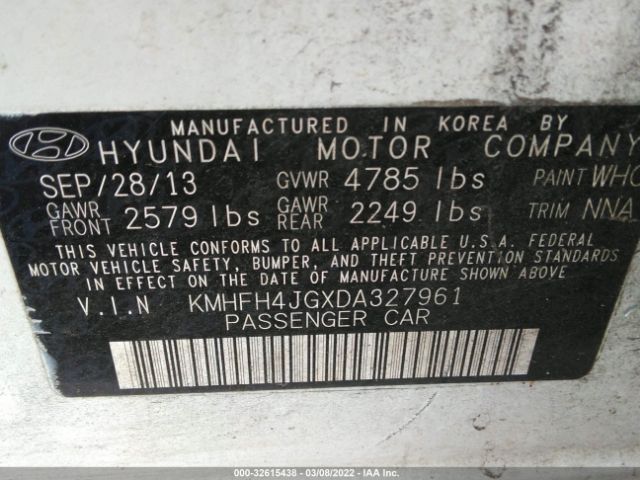 MANUFACTURED IN KOREA BY
HYUNDAI MOTOR COMPANY
SEP/28/13 GVWR 4785 lbs PAINT WHC
GAWR FRONT 2579 lbs GAWR REAR 2249 lbs TRIM NNA
THIS VEHICLE CONFORMS TO ALL APPLICABLE U.S.A. FEDERAL
MOTOR VEHICLE SAFETY, BUMPER, AND THEFT PREVENTION STANDARDS
IN EFFECT ON THE DATE OF MANUFACTURE SHOWN ABOVE
V.I.N KMHFH4JGXDA327961
PASSENGER CAR
000-32615438 - 03/08/2022 - IAA Inc.